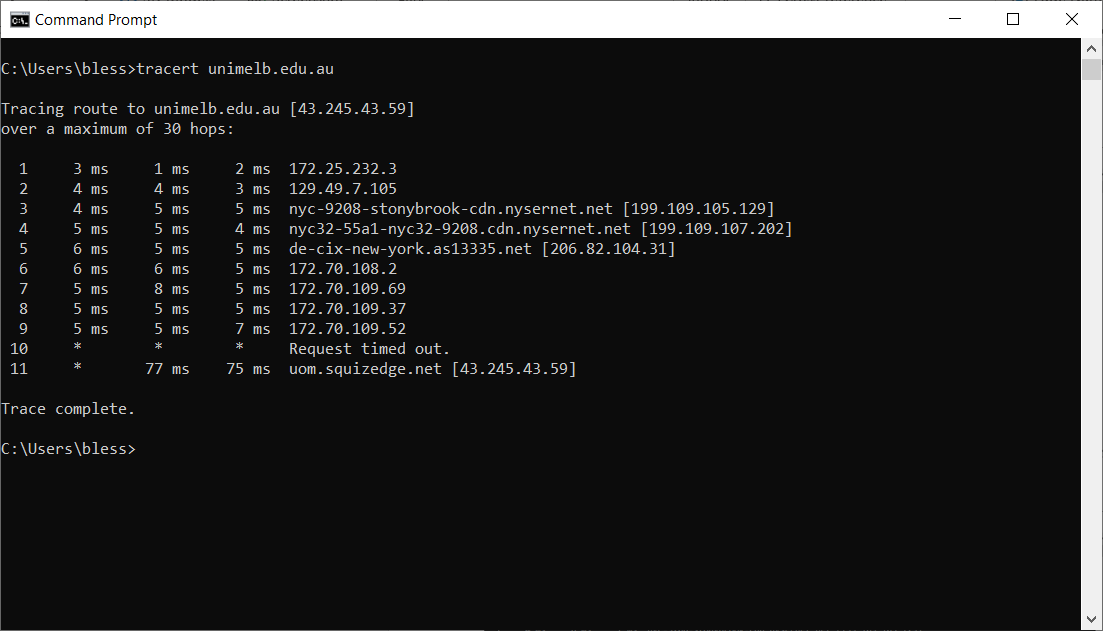 Command Prompt
C:\Users\bless>tracert unimelb.edu.au
Tracing route to unimelb.edu.au [43.245.43.59]
over a maximum of 30 hops:
1 3 ms 1 ms 2 ms 172.25.232.3
2 4 ms 4 ms 3 ms 129.49.7.105
3 4 ms 5 ms 5 ms nyc-9208-stonybrook-cdn.nysernet.net [199.109.105.129]
4 5 ms 5 ms 4 ms nyc32-55a1-nyc32-9208.cdn.nysernet.net [199.109.107.202]
5 6 ms 5 ms 5 ms de-cix-new-york.as13335.net [206.82.104.31]
6 6 ms 6 ms 5 ms 172.70.108.2
7 5 ms 8 ms 5 ms 172.70.109.69
8 5 ms 5 ms 5 ms 172.70.109.37
9 5 ms 5 ms 7 ms 172.70.109.52
10 * * * Request timed out.
11 * 77 ms 75 ms uom.squizedge.net [43.245.43.59]
Trace complete.
C:\Users\bless>